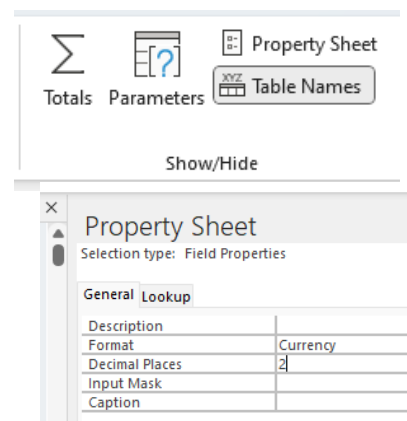 Property Sheet
XYZ Table Names
Totals Parameters
Show/Hide
Property Sheet
Selection type: Field Properties
General Lookup
Description
Format Currency
Decimal Places 2
Input Mask
Caption